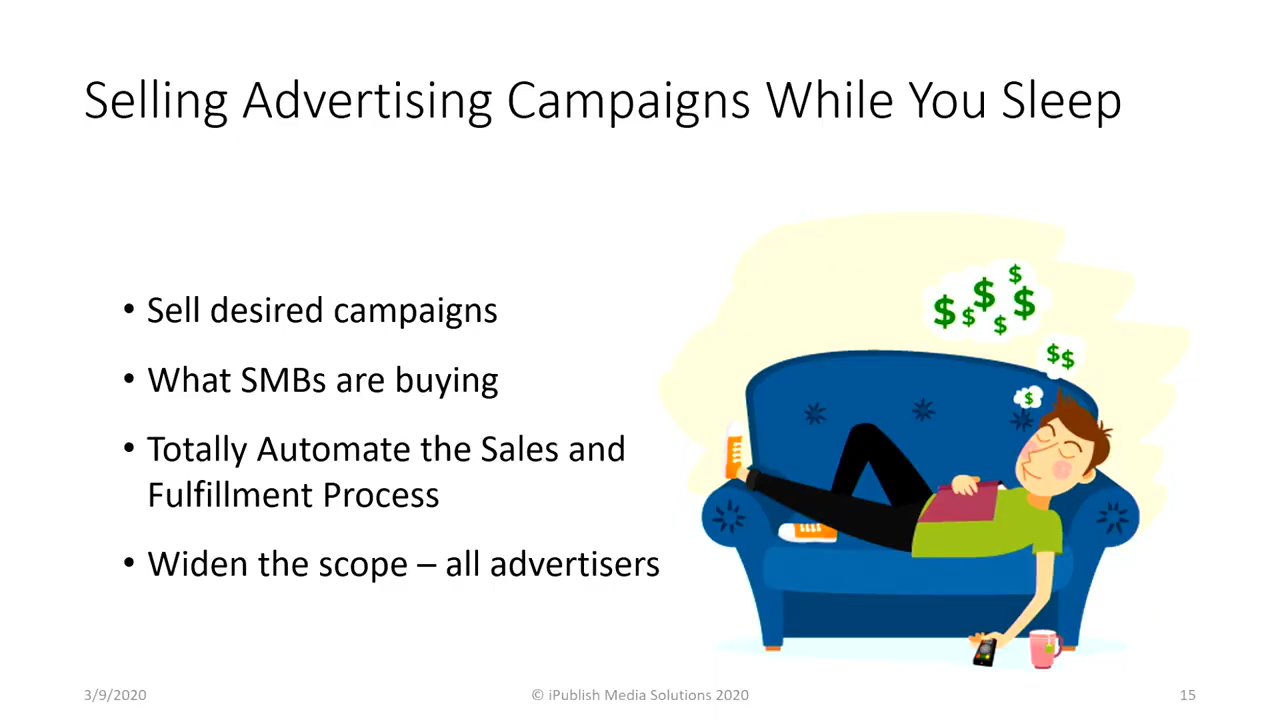 Selling Advertising Campaigns While You Sleep
• Sell desired campaigns
• What SMBs are buying
• Totally Automate the Sales and
Fulfillment Process
• Widen the scope – all advertisers
$ $ $ $ $ $
$$
$
3/9/2020
© iPublish Media Solutions 2020
15